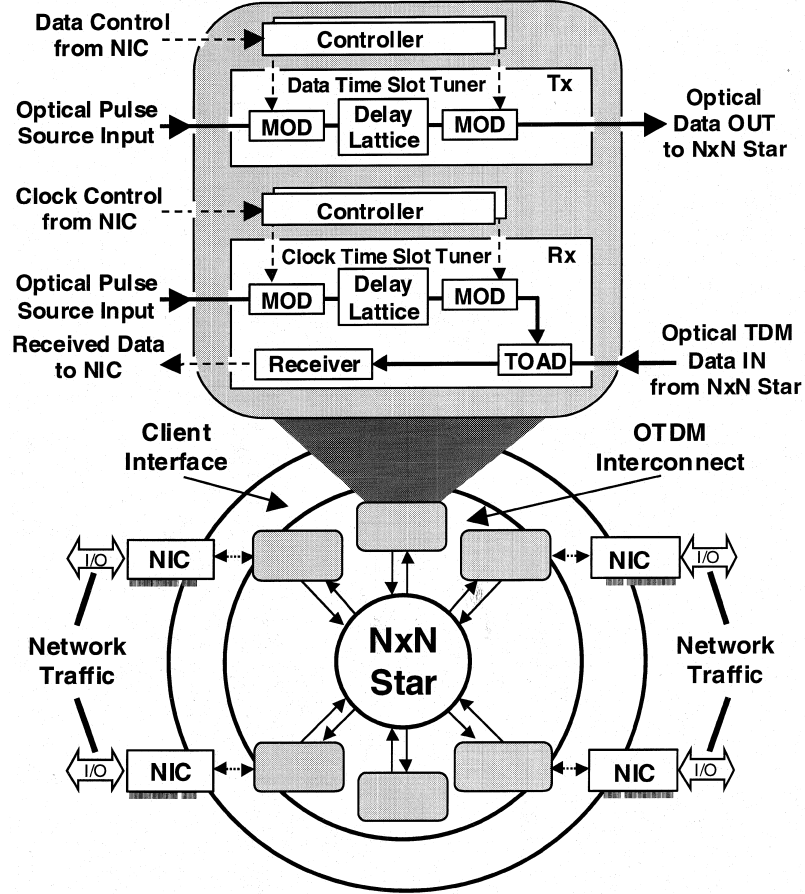 Data Control
from NIC
Controller
Data Time Slot Tuner
Tx
Optical Pulse
Source Input
MOD
Delay
Lattice
MOD
Optical
Data OUT
to NxN Star
Clock Control
from NIC
Controller
Clock Time Slot Tuner
Rx
Optical Pulse
Source Input
MOD
Delay
Lattice
MOD
Received Data
to NIC
Receiver
TOAD
Optical TDM
Data IN
from NxN Star
Client
Interface
OTDM
Interconnect
I/O
NIC
NIC
I/O
Network
Traffic
NxN
Star
Network
Traffic
I/O
NIC
NIC
I/O